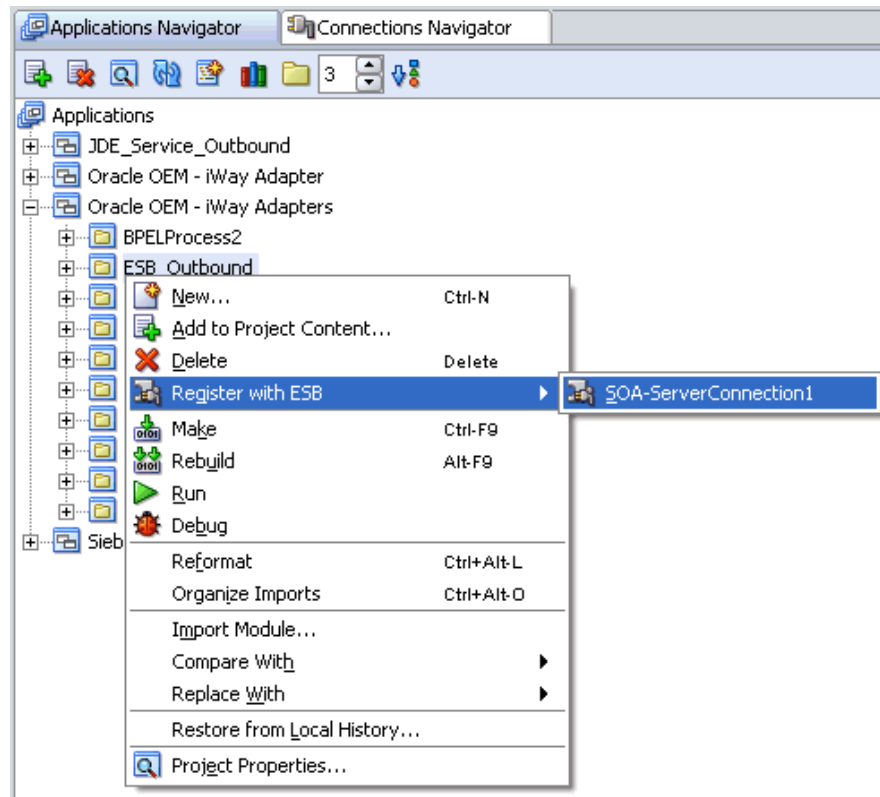 Applications Navigator
Connections Navigator
3
Applications
JDE_Service_Outbound
Oracle OEM - iWay Adapter
Oracle OEM - iWay Adapters
BPELProcess2
ESB_Outbound
New... Ctrl-N
Add to Project Content...
Delete Delete
Register with ESB
SOA-ServerConnection1
Make Ctrl-F9
Rebuild Alt-F9
Run
Debug
Sieb
Reformat Ctrl+Alt-L
Organize Imports Ctrl+Alt-O
Import Module...
Compare With
Replace With
Restore from Local History...
Project Properties...